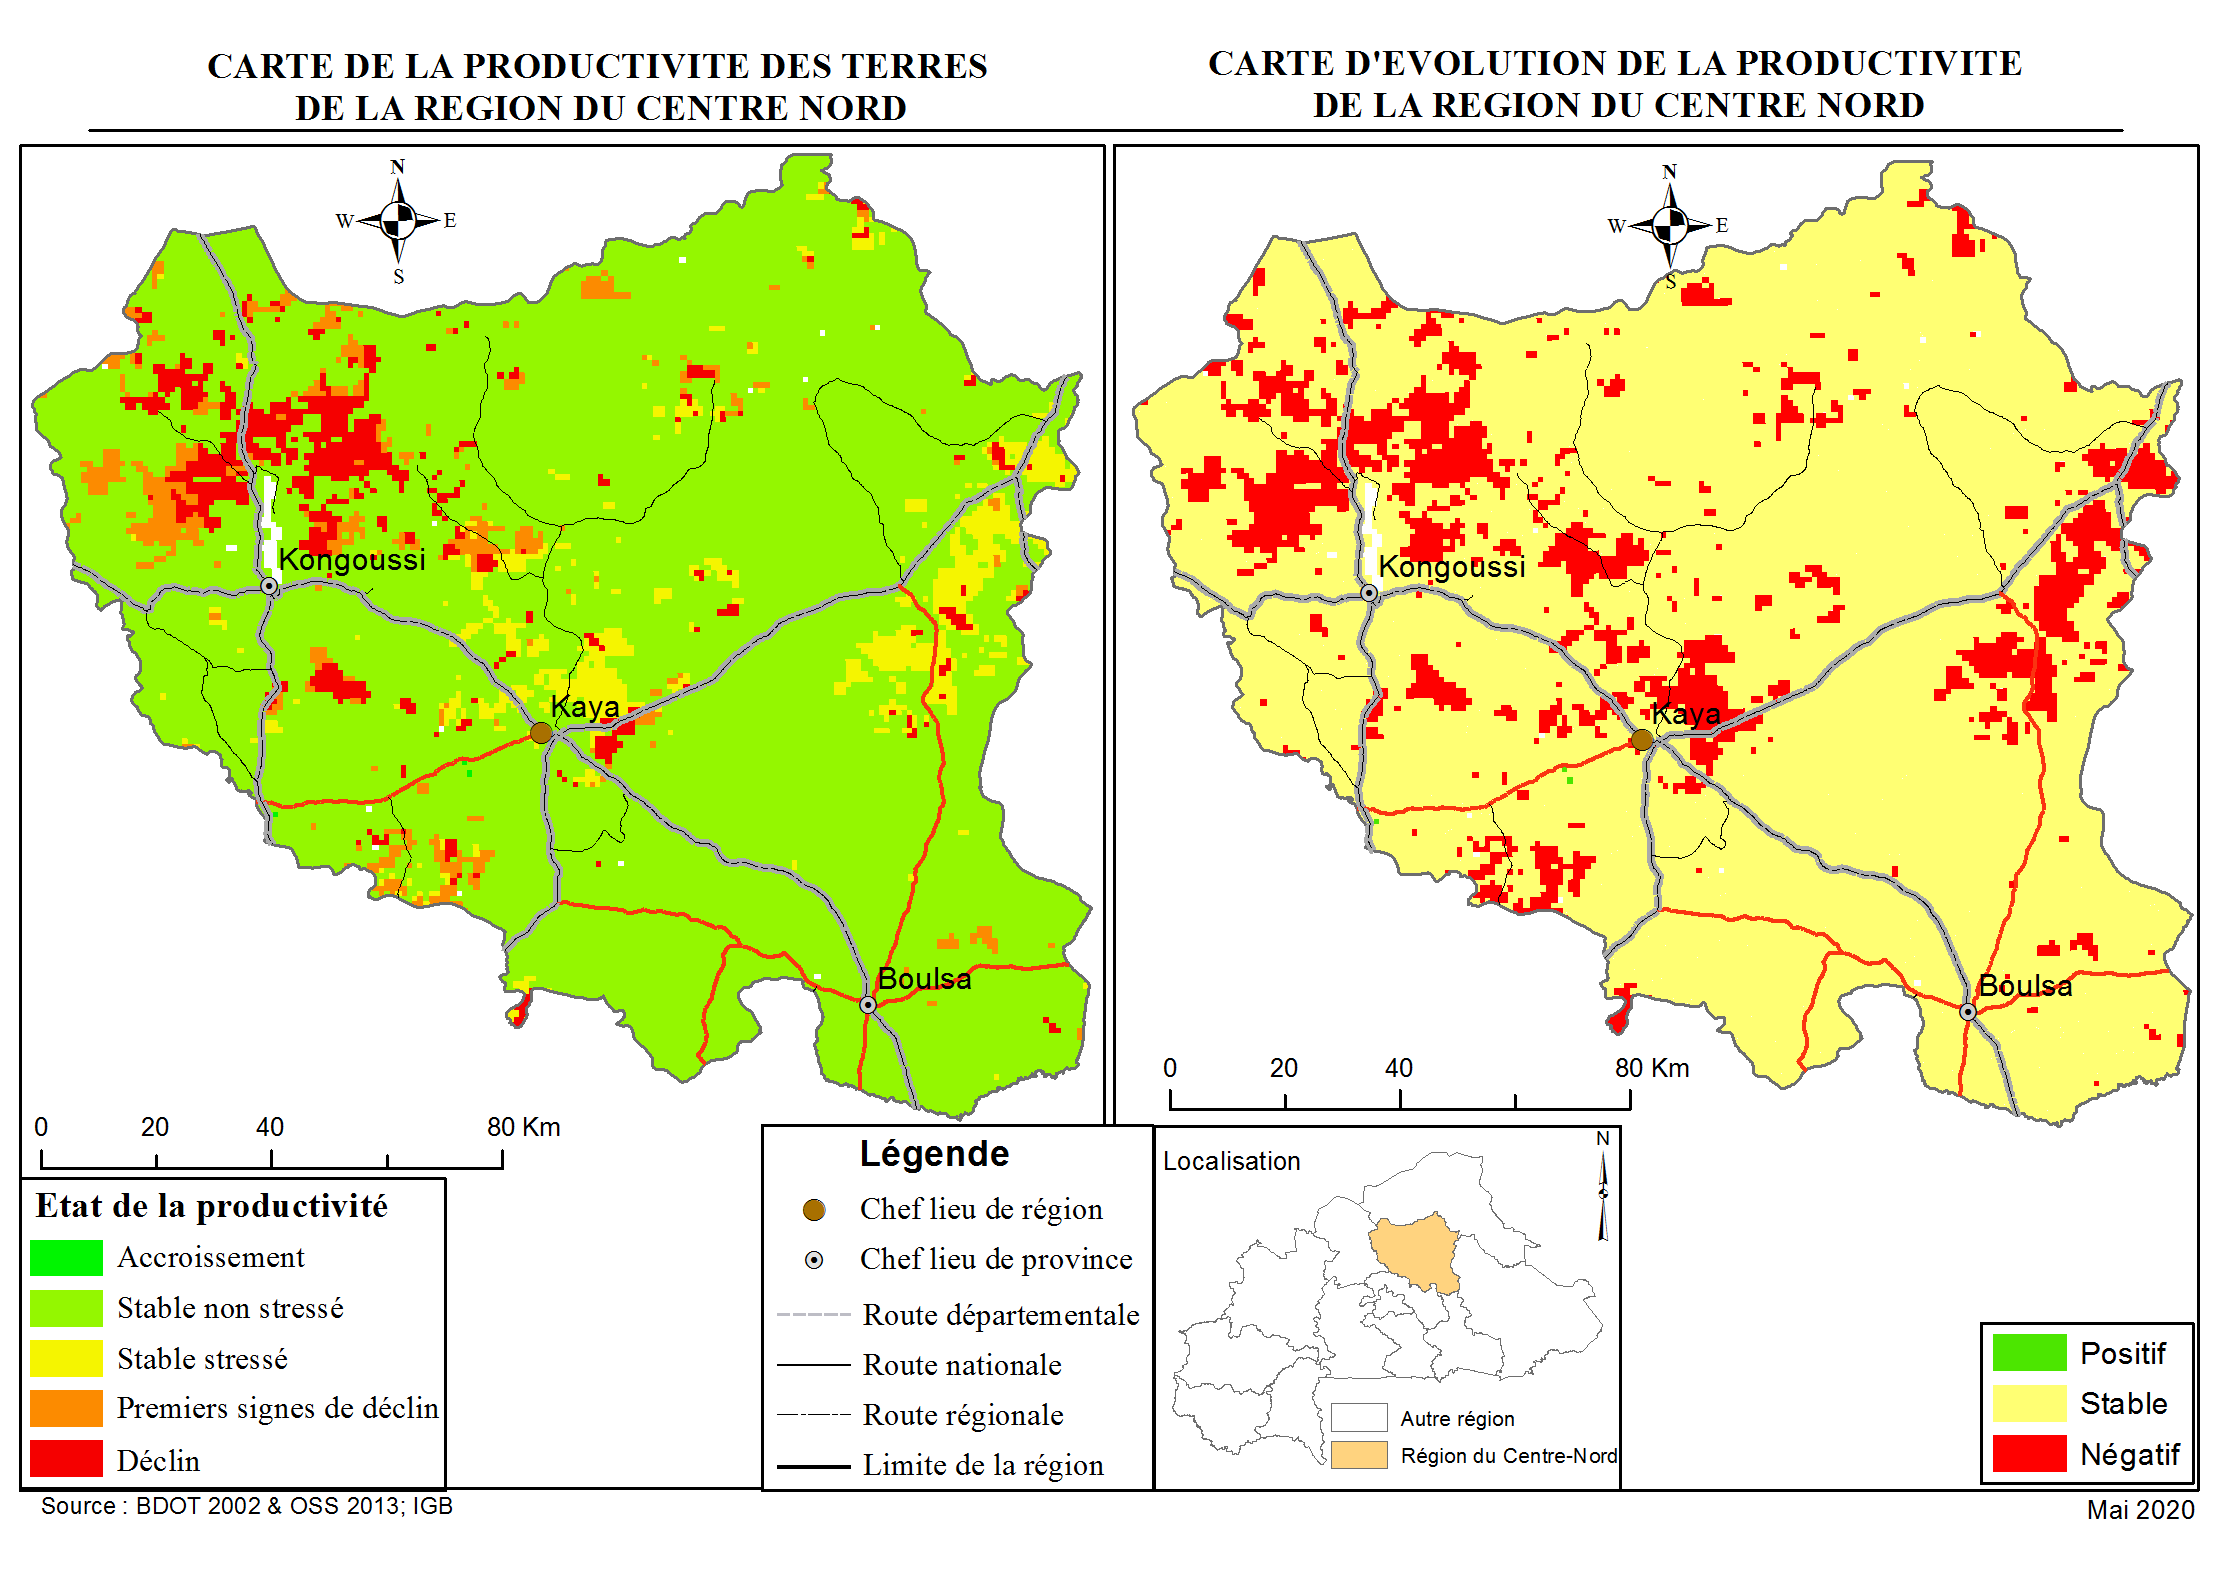 CARTE DE LA PRODUCTIVITE DES TERRES
DE LA REGION DU CENTRE NORD
CARTE D'EVOLUTION DE LA PRODUCTIVITE
DE LA REGION DU CENTRE NORD
N
W E
S
Kongoussi
Kaya
Boulsa
0 20 40 80 Km
N
W E
S
Kongoussi
Kaya
Boulsa
0 20 40 80 Km
Etat de la productivité
Accroissement
Stable non stressé
Stable stressé
Premiers signes de déclin
Déclin
Légende
Chef lieu de région
Chef lieu de province
Route départementale
Route nationale
Route régionale
Limite de la région
Localisation
N
Autre région
Région du Centre-Nord
Positif
Stable
Négatif
Source : BDOT 2002 & OSS 2013; IGB
Mai 2020